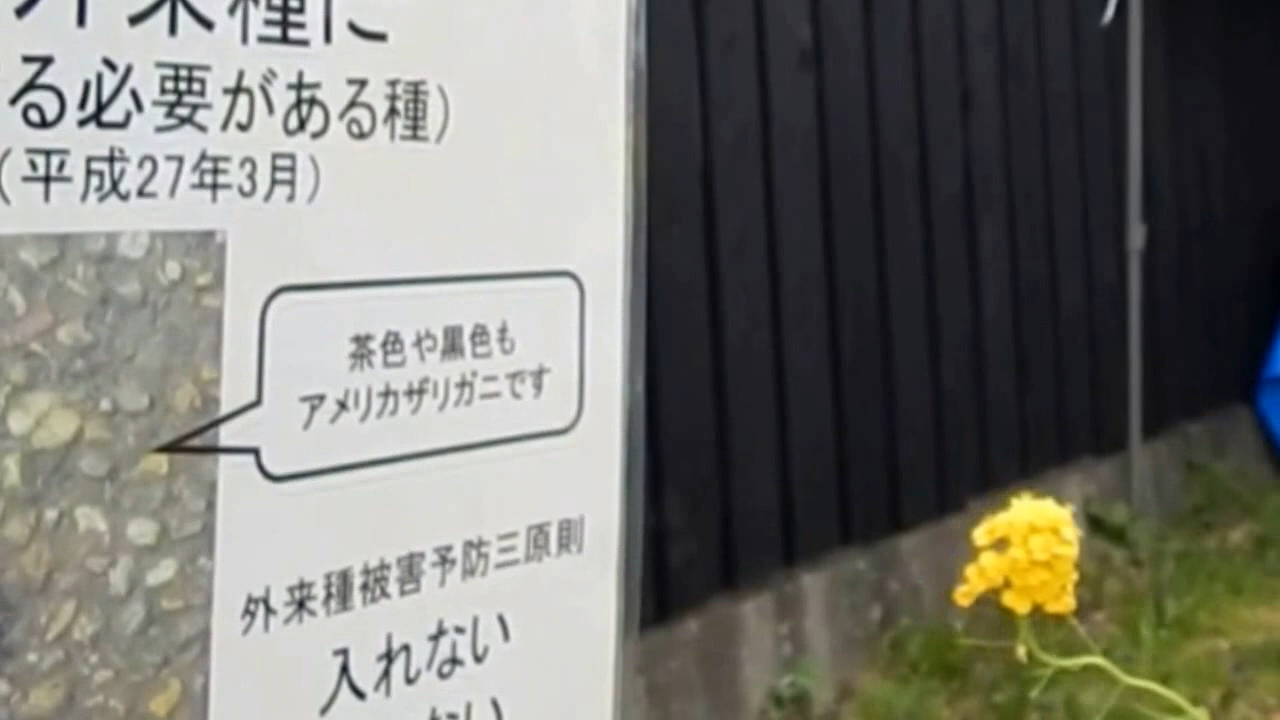 外来種に
る必要がある種)
(平成27年3月)
茶色や黒色も
アメリカザリガニです
外来種被害予防三原則
入れない
ない